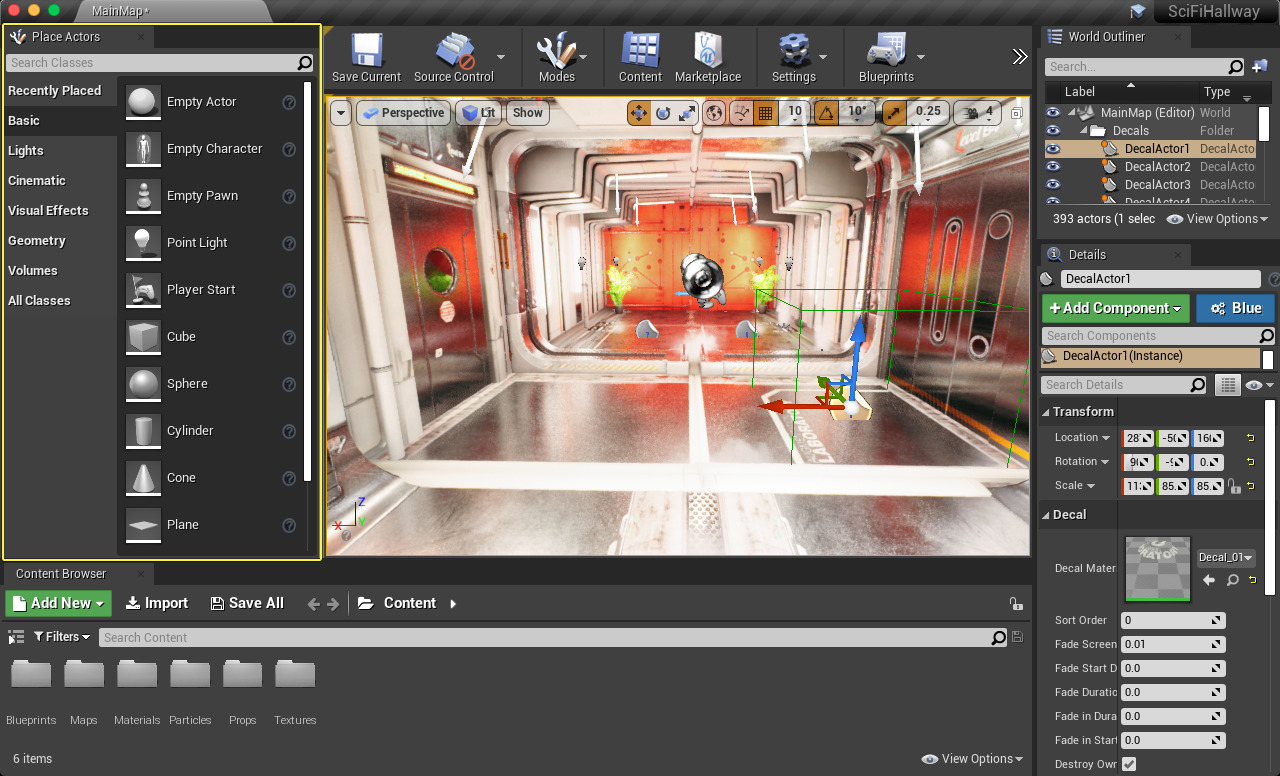 MainMap*
SciFiHallway
Place Actors
Search Classes
Recently Placed
Basic
Lights
Cinematic
Visual Effects
Geometry
Volumes
All Classes
Empty Actor
Empty Character
Empty Pawn
Point Light
Player Start
Cube
Sphere
Cylinder
Cone
Plane
Save Current
Source Control
Modes
Content
Marketplace
Settings
Blueprints
Perspective
Lit
Show
10
10°
0.25
4
LABORA
Z
X
Y
World Outliner
Search...
Label
Type
MainMap (Editor)
World
Decals
Folder
DecalActor1
DecalActo
DecalActor2
DecalActo
DecalActor3
DecalActo
DecalActor4
DecalActo
393 actors (1 selec
View Options
Details
DecalActor1
+Add Component
Blue
Search Components
DecalActor1(Instance)
Search Details
Transform
Location
28
-50
160
Rotation
90
-9
0.
Scale
85.
85.
Decal
Decal Mater
Decal_01
Sort Order
0
Fade Screen
0.01
Fade Start D
0.0
Fade Duratio
0.0
Fade in Dura
0.0
Fade in Start
0.0
Destroy Own
Content Browser
Add New
Import
Save All
Content
Filters
Search Content
Blueprints
Maps
Materials
Particles
Props
Textures
6 items
View Options